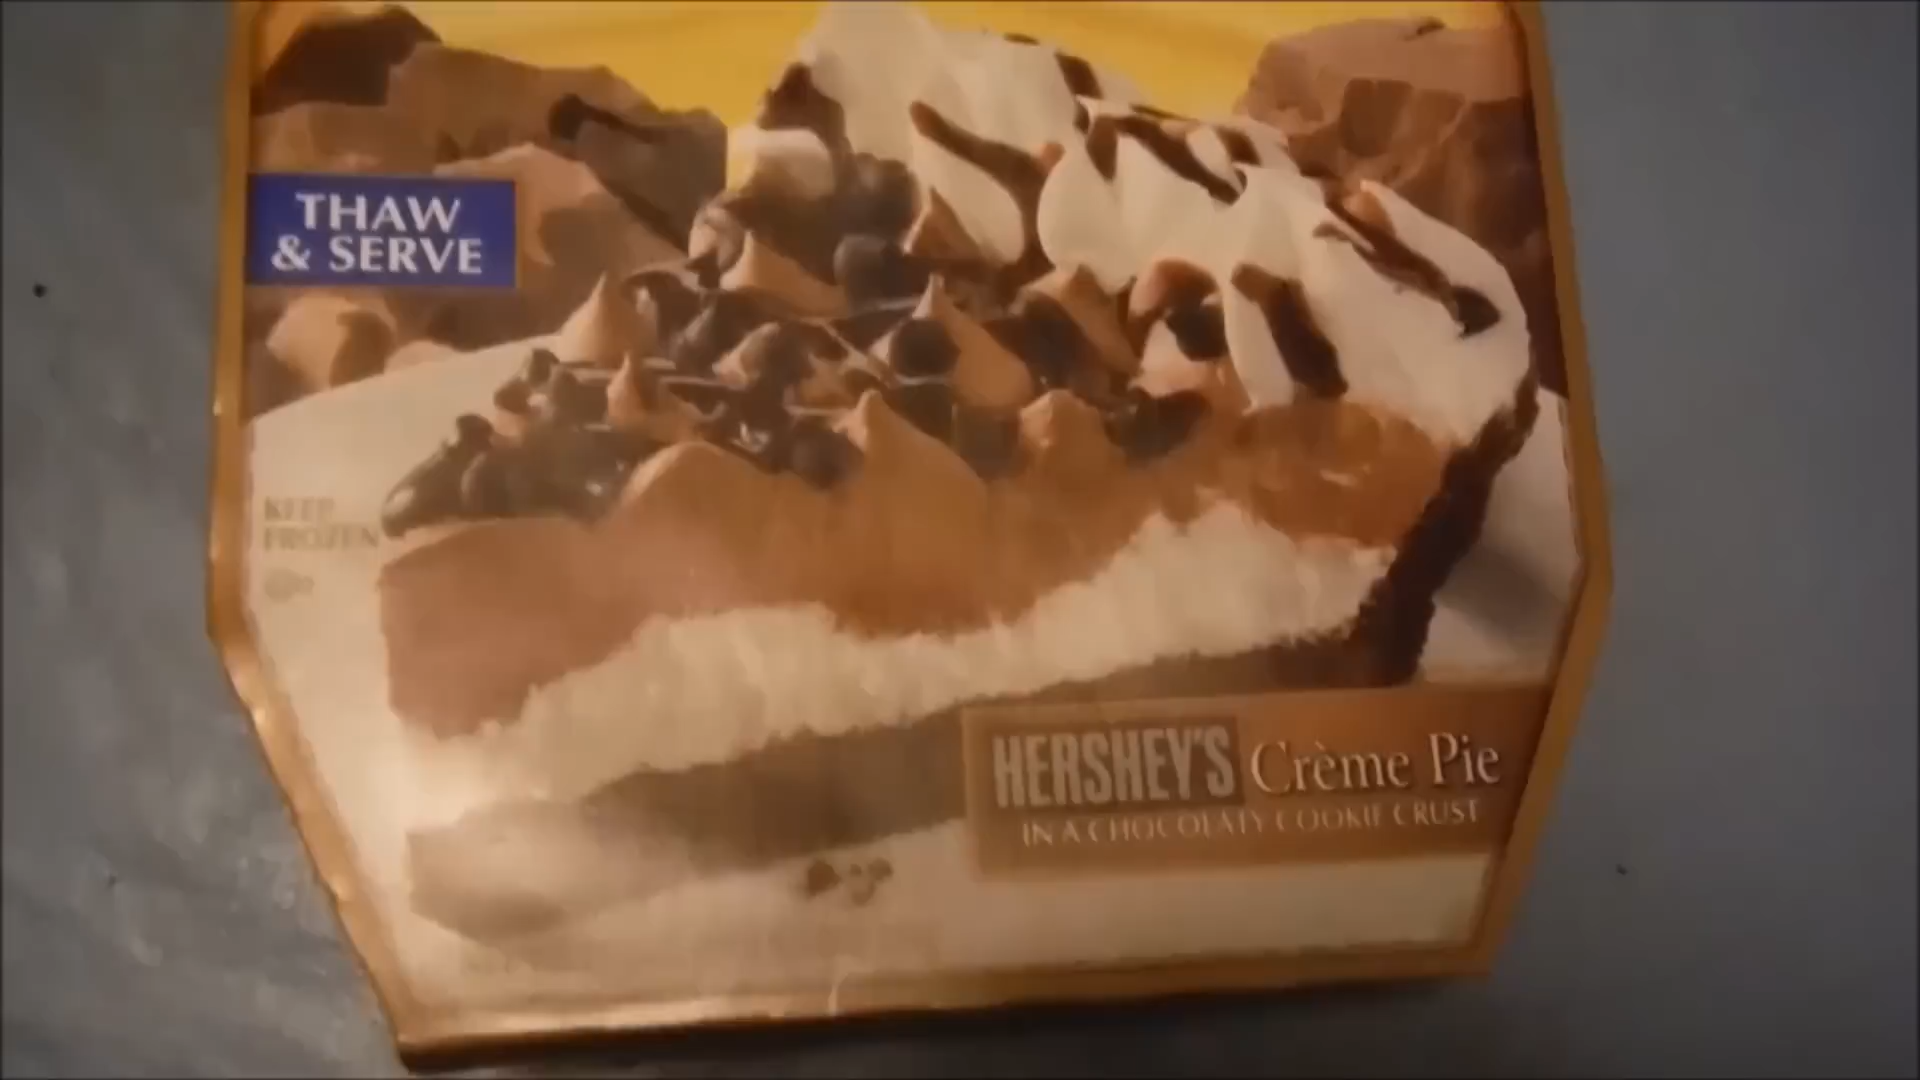 THAW
& SERVE
KEEP
FROZEN
HERSHEY'S Crème Pie
IN A CHOCOLATY COOKIE CRUST